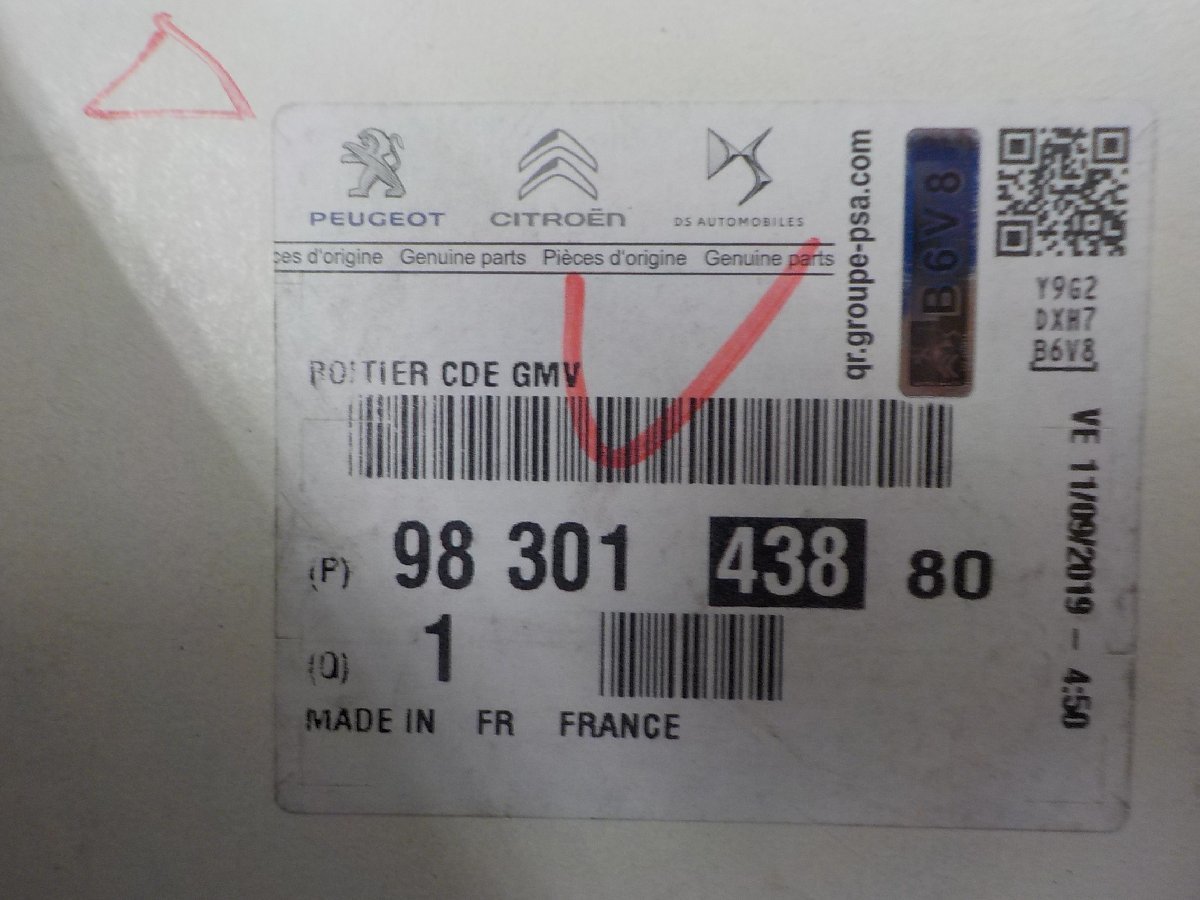 PEUGEOT CITROËN DS AUTOMOBILES
ces d'origine Genuine parts Pièces d'origine Genuine parts
qr.groupe-psa.com
B6V8
Y9G2
DXH7
B6V8
BOITIER CDE GMV
(P) 98 301 438 80
(Q) 1
MADE IN FR FRANCE
VE 11/09/2019 - 4:50